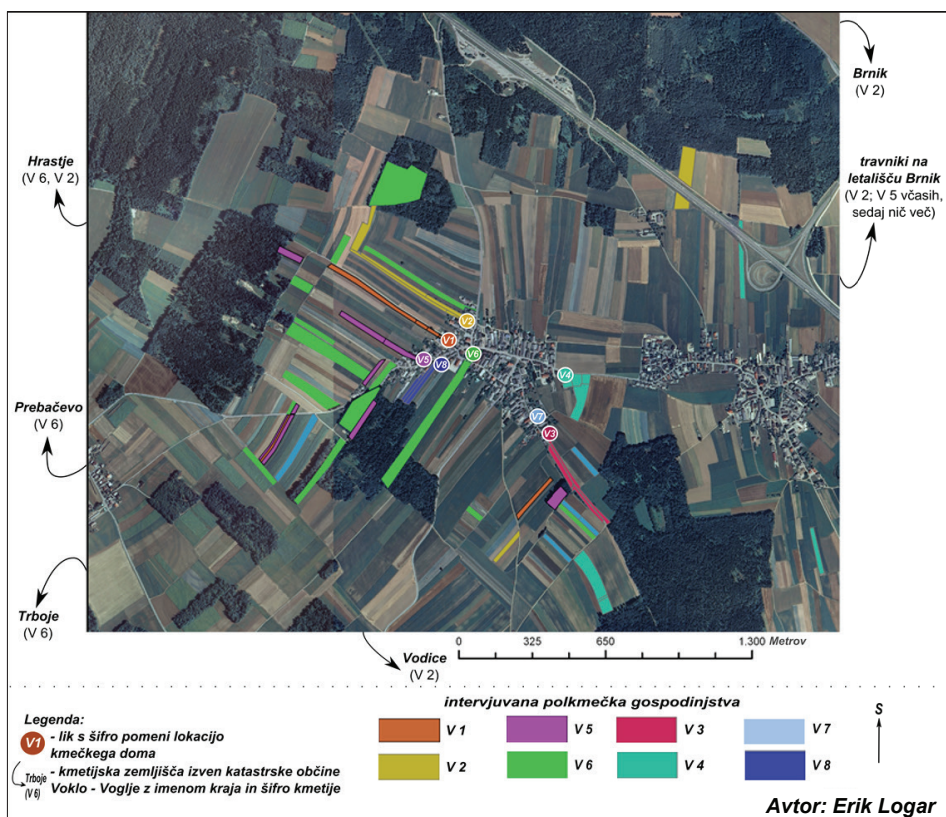 Brnik
(V 2)
Hrastje
(V 6, V 2)
travniki na
letališču Brnik
(V 2; V 5 včasih,
sedaj nič več)
V2
V1
V5
V8
V6
V4
V7
V3
Prebačevo
(V 6)
Trboje
(V 6)
Vodice
(V 2)
0 325 650 1.300 Metrov
Legenda:
V1 - lik s šifro pomeni lokacijo
kmečkega doma
Trboje - kmetijska zemljišča izven katastrske občine
(V 6) Voklo - Voglje z imenom kraja in šifro kmetije
intervjuvana polkmečka gospodinjstva
V 1 V 5 V 3 V 7
V 2 V 6 V 4 V 8
S
Avtor: Erik Logar